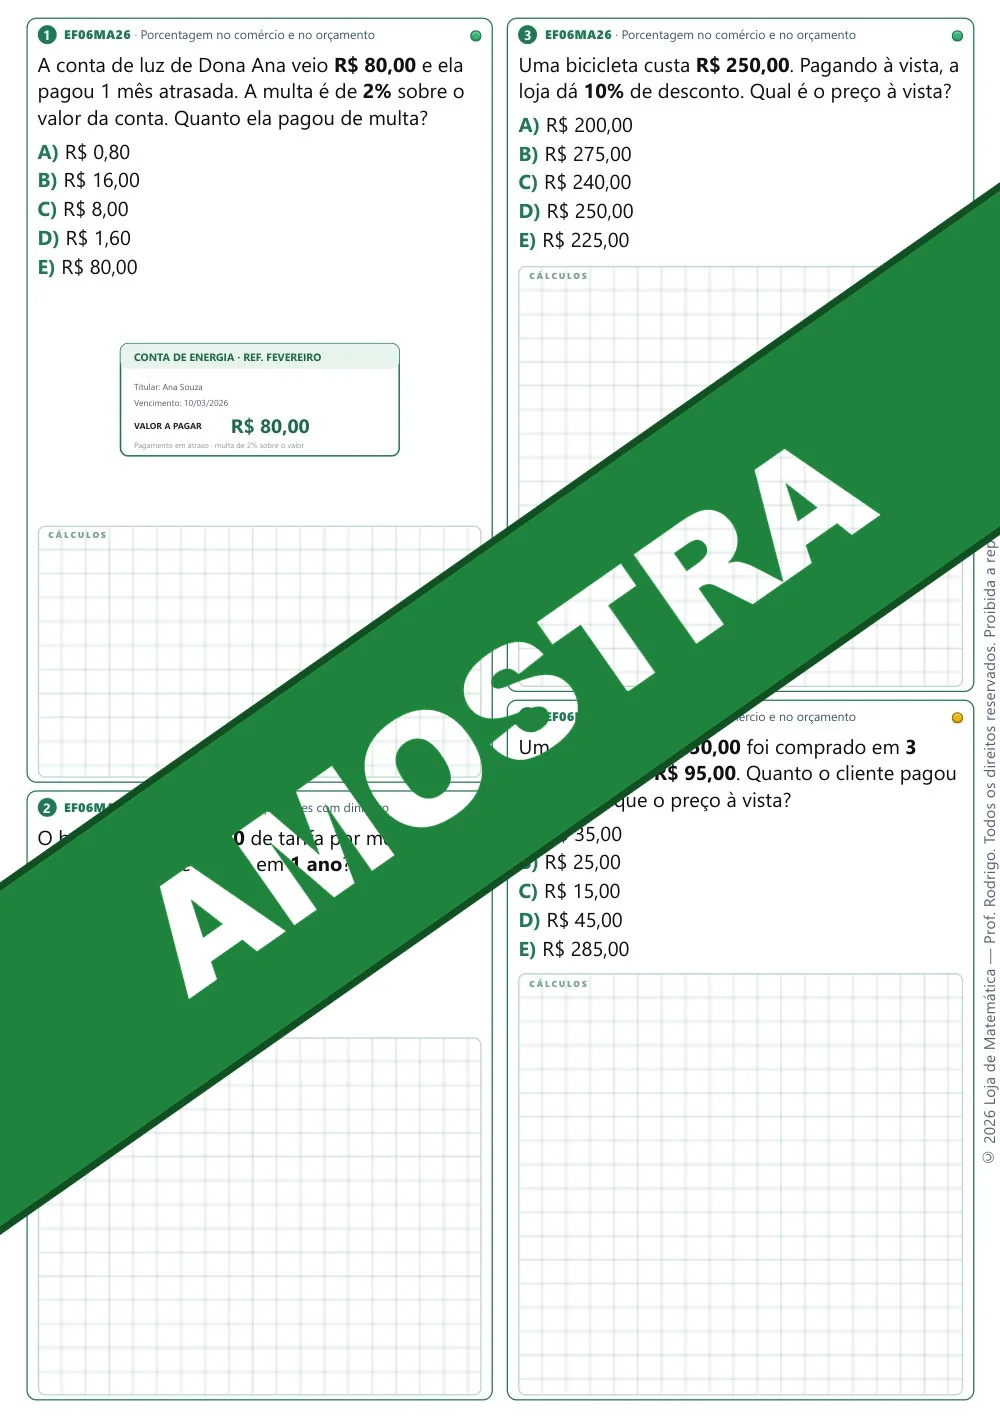 1 EF06MA26 · Porcentagem no comércio e no orçamento
A conta de luz de Dona Ana veio R$ 80,00 e ela
pagou 1 mês atrasada. A multa é de 2% sobre o
valor da conta. Quanto ela pagou de multa?
A) R$ 0,80
B) R$ 16,00
C) R$ 8,00
D) R$ 1,60
E) R$ 80,00
CONTA DE ENERGIA · REF. FEVEREIRO
Titular: Ana Souza
Vencimento: 10/03/2026
VALOR A PAGAR R$ 80,00
Pagamento em atraso · multa de 2% sobre o valor
CÁLCULOS
2
com
O
de tarifa por
em 1 ano?
3 EF06MA26 · Porcentagem no comércio e no orçamento
Uma bicicleta custa R$ 250,00. Pagando à vista, a
loja dá 10% de desconto. Qual é o preço à vista?
A) R$ 200,00
B) R$ 275,00
C) R$ 240,00
D) R$ 250,00
E) R$ 225,00
CÁLCULOS
e no orçamento
foi comprado em 3
R$ 95,00. Quanto o cliente pagou
que o preço à vista?
35,00
R$ 25,00
C) R$ 15,00
D) R$ 45,00
E) R$ 285,00
CÁLCULOS
AMOSTRA
© 2026 Loja de Matemática — Prof. Rodrigo. Todos os direitos reservados. Proibida a